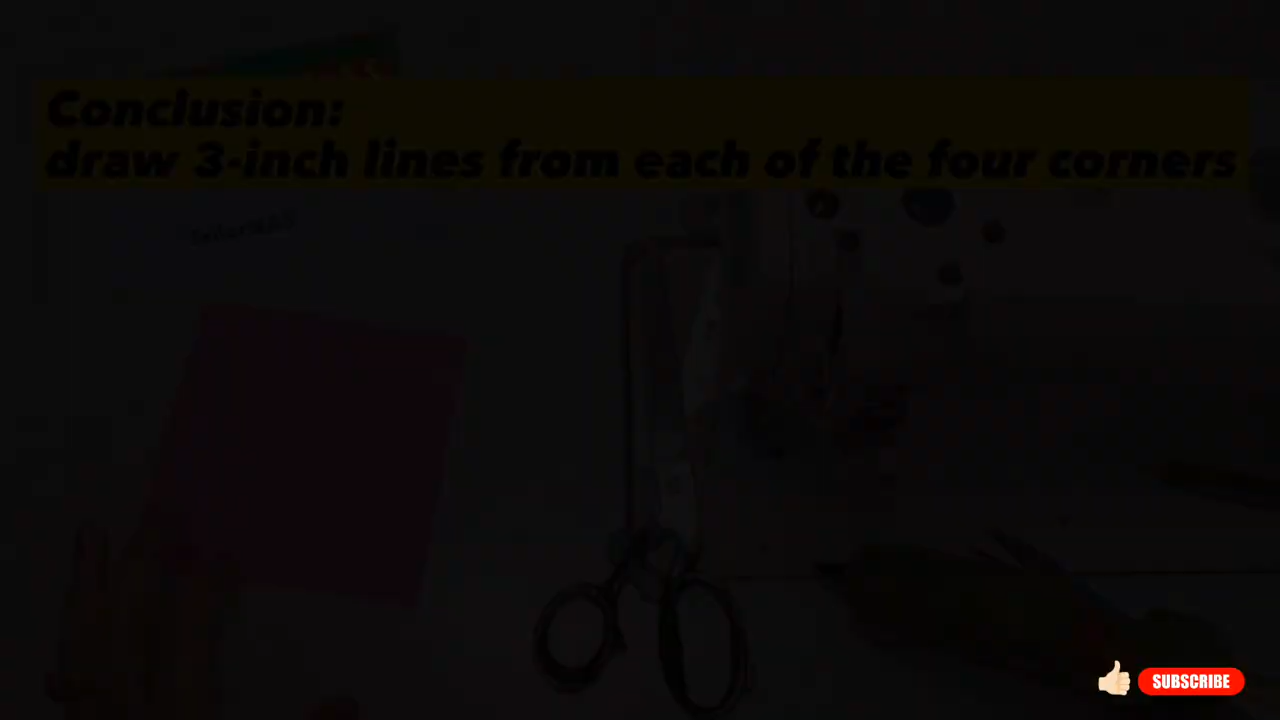 Conclusion:
draw 3-inch lines from each of the four corners
SUBSCRIBE